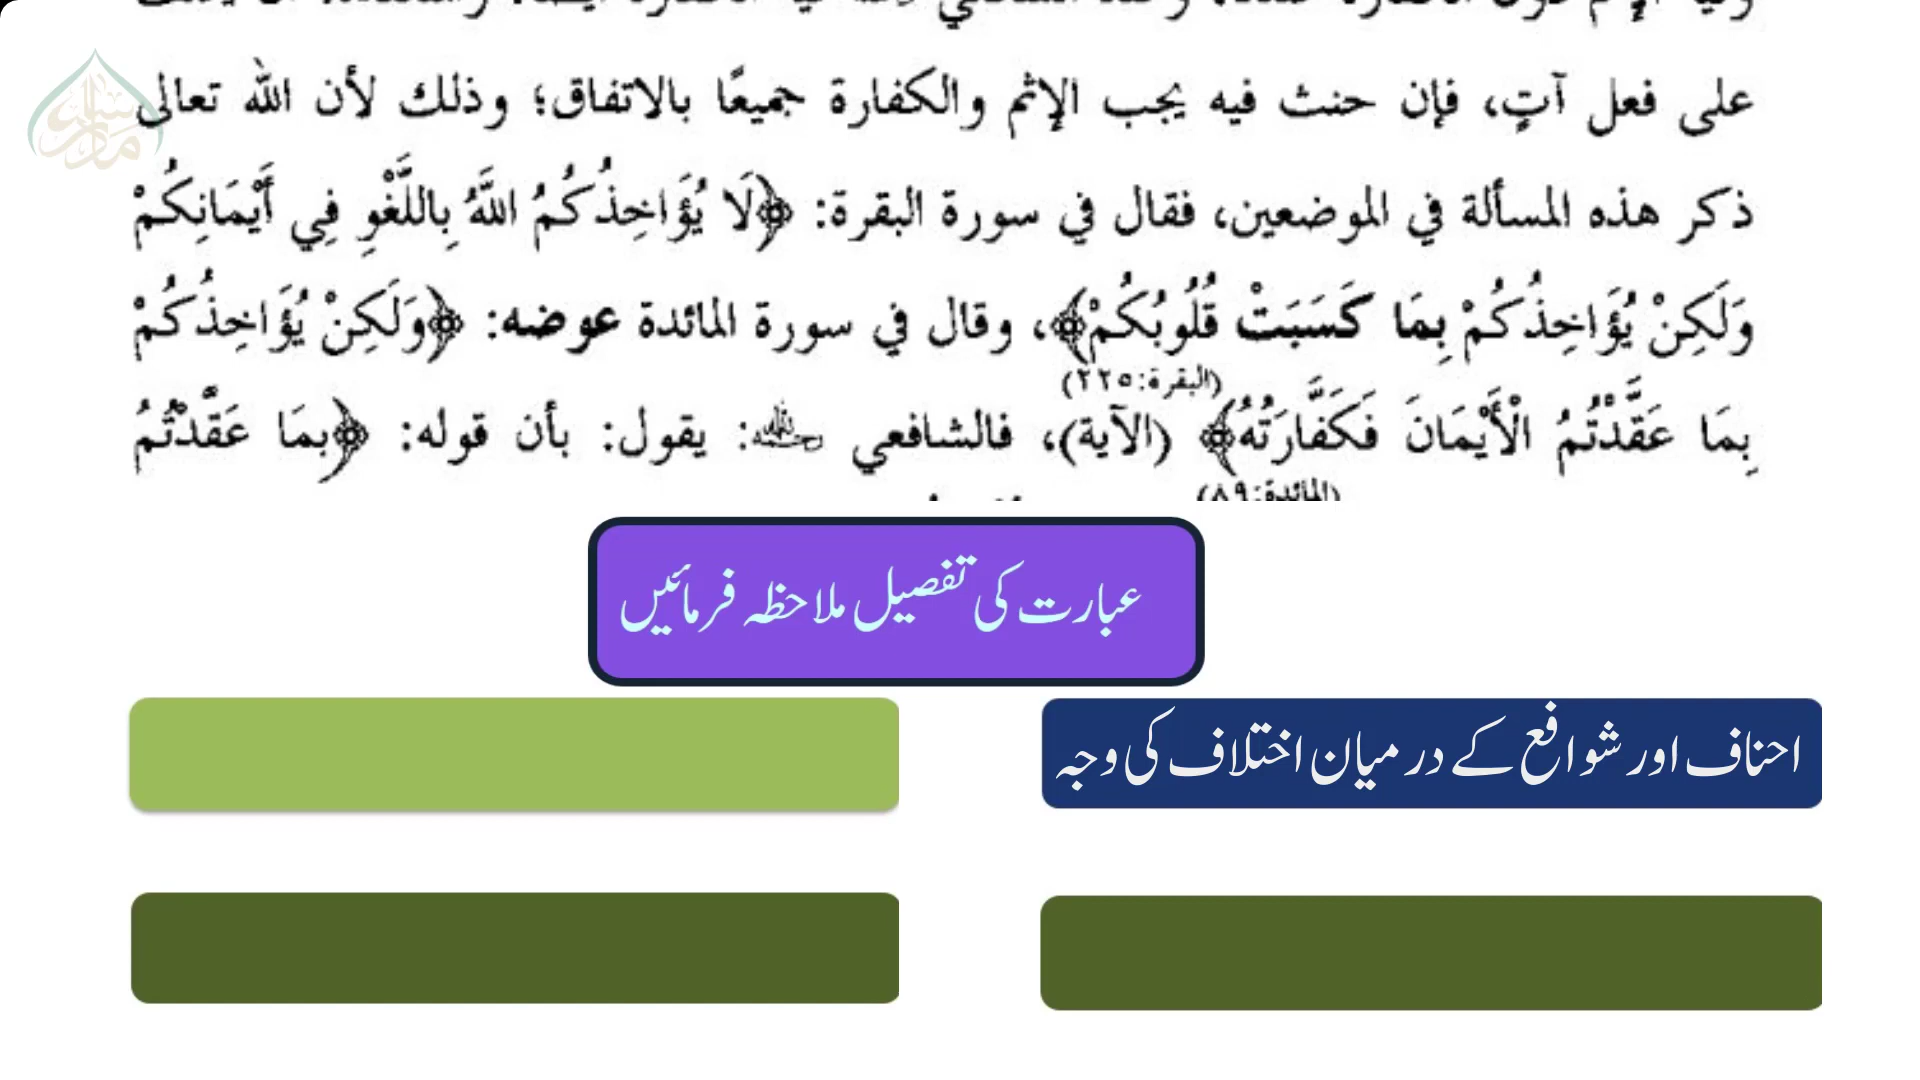 على فعل آتٍ، فإن حنث فيه يجب الإثم والكفارة جميعًا بالاتفاق؛ وذلك لأن الله تعالى
ذكر هذه المسألة في الموضعين، فقال في سورة البقرة: ﴿لَا يُؤَاخِذُكُمُ اللَّهُ بِاللَّغْوِ فِي أَيْمَانِكُمْ
وَلَكِنْ يُؤَاخِذُكُمْ بِمَا كَسَبَتْ قُلُوبُكُمْ﴾، وقال في سورة المائدة عوضه: ﴿وَلَكِنْ يُؤَاخِذُكُمْ
(البقرة:٢٢٥)
بِمَا عَقَّدْتُمُ الْأَيْمَانَ فَكَفَّارَتُهُ﴾ (الآية)، فالشافعي رحمه الله: يقول: بأن قوله: ﴿بِمَا عَقَّدْتُمُ
(المائدة:٨٩)
عبارت کی تفصیل ملاحظہ فرمائیں
احناف اور شوافع کے درمیان اختلاف کی وجہ